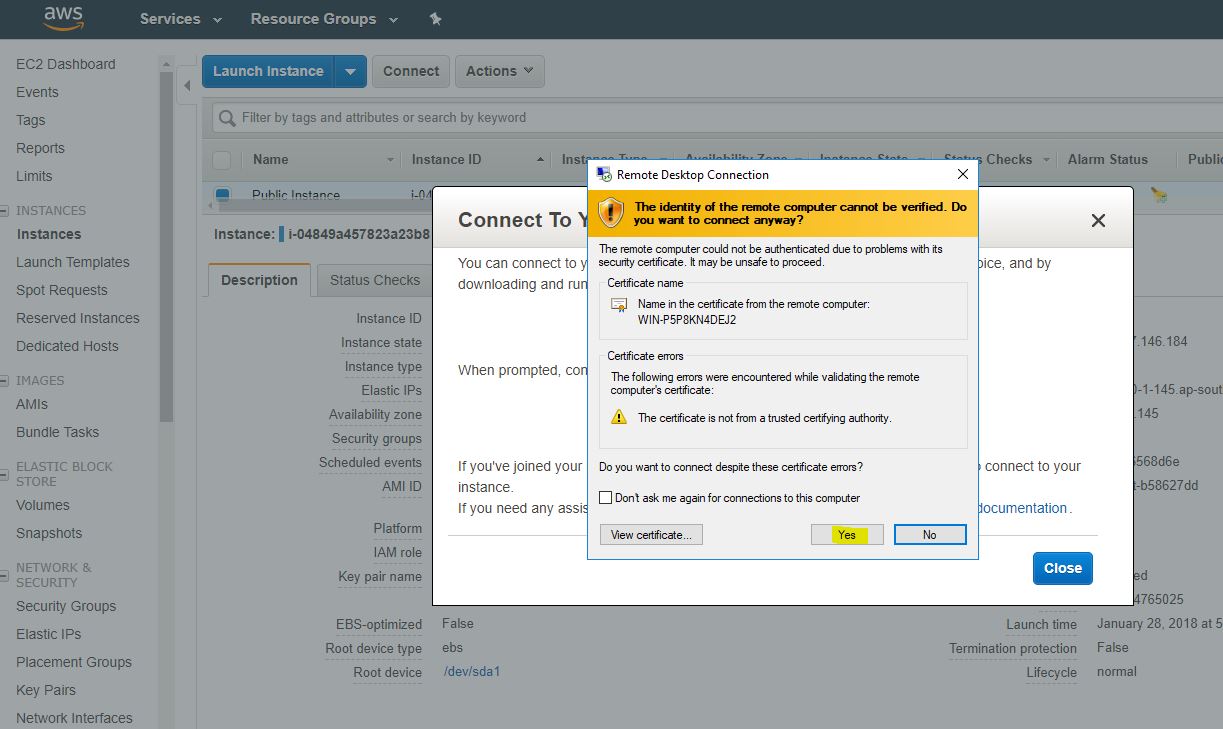 aws
Services
Resource Groups
EC2 Dashboard
Events
Tags
Reports
Limits
INSTANCES
Instances
Launch Templates
Spot Requests
Reserved Instances
Dedicated Hosts
IMAGES
AMIs
Bundle Tasks
ELASTIC BLOCK
STORE
Volumes
Snapshots
NETWORK &
SECURITY
Security Groups
Elastic IPs
Placement Groups
Key Pairs
Network Interfaces
Launch Instance
Connect
Actions
Filter by tags and attributes or search by keyword
Name Instance ID Instance Type Availability Zone Instance State Status Checks Alarm Status Public
Public Instance i-04
Instance: i-04849a457823a23b8
Description
Status Checks
Instance ID
Instance state
Instance type
Elastic IPs
Availability zone
Security groups
Scheduled events
AMI ID
Platform
IAM role
Key pair name
EBS-optimized False
Root device type ebs
Root device /dev/sda1
7.146.184
0-1-145.ap-sout
.145
6568d6e
t-b58627dd
ed
4765025
Launch time January 28, 2018 at 5
Termination protection False
Lifecycle normal
Connect To Y
You can connect to y oice, and by
downloading and run
When prompted, con
If you've joined your o connect to your
instance.
If you need any assis documentation.
Close
Remote Desktop Connection
The identity of the remote computer cannot be verified. Do
you want to connect anyway?
The remote computer could not be authenticated due to problems with its
security certificate. It may be unsafe to proceed.
Certificate name
Name in the certificate from the remote computer:
WIN-P5P8KN4DEJ2
Certificate errors
The following errors were encountered while validating the remote
computer's certificate:
The certificate is not from a trusted certifying authority.
Do you want to connect despite these certificate errors?
Don't ask me again for connections to this computer
View certificate...
Yes
No